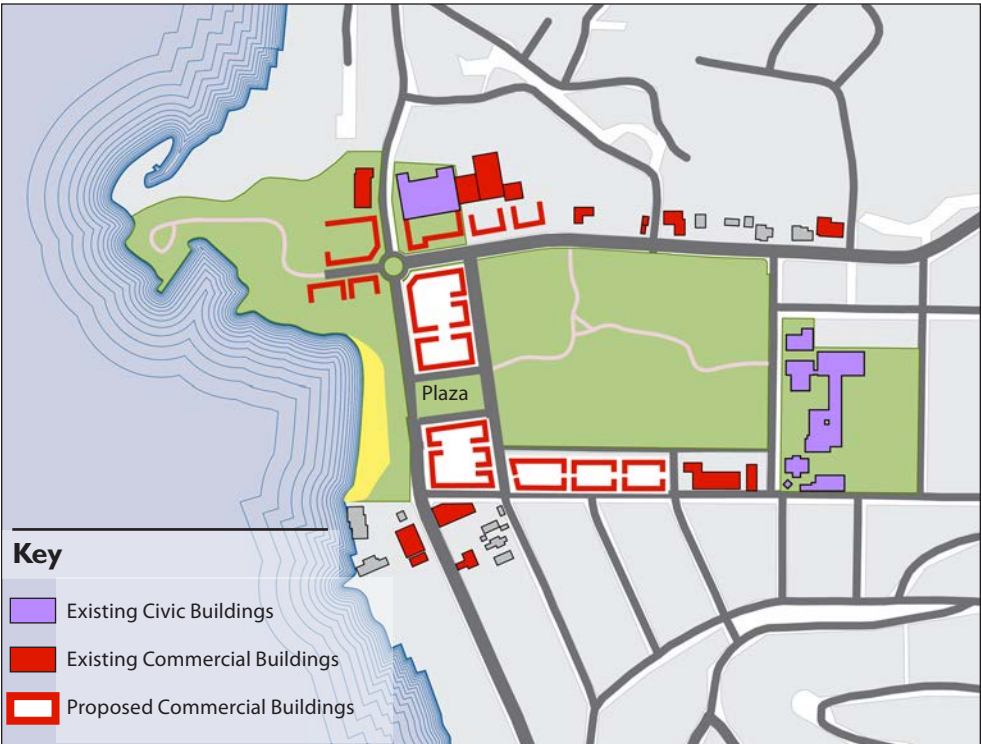 Plaza
Key
Existing Civic Buildings
Existing Commercial Buildings
Proposed Commercial Buildings